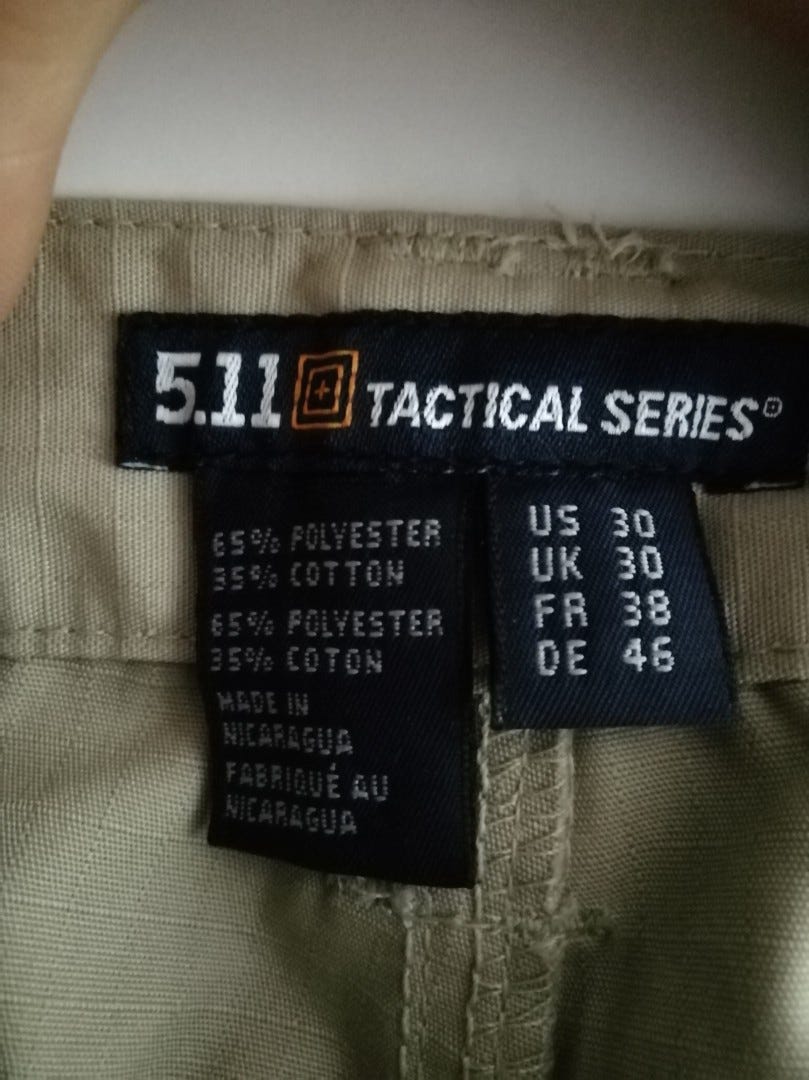 5.11 TACTICAL SERIES
65% POLYESTER
35% COTTON
65% POLYESTER
35% COTON
MADE IN
NICARAGUA
FABRIQUÉ AU
NICARAGUA
US 30
UK 30
FR 38
DE 46